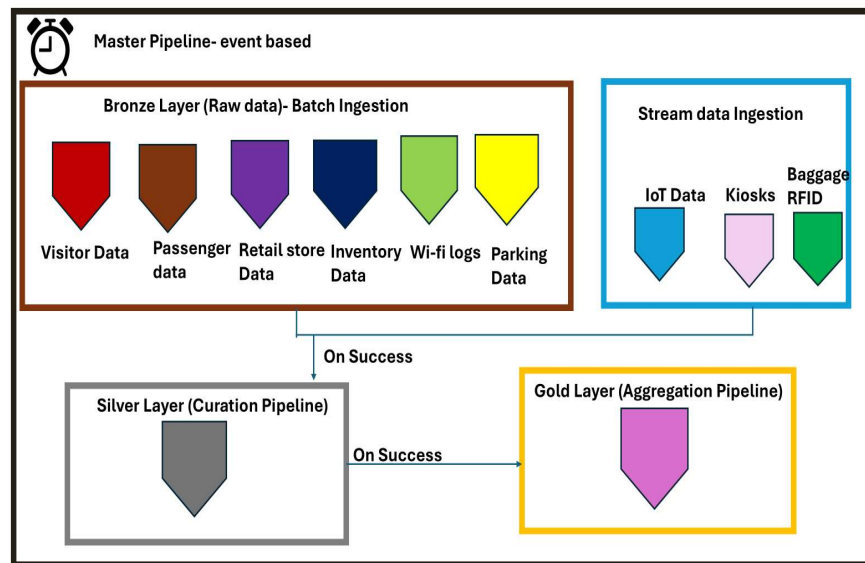 Master Pipeline- event based
Bronze Layer (Raw data)- Batch Ingestion
Visitor Data
Passenger
data
Retail store
Data
Inventory
Data
Wi-fi logs
Parking
Data
Stream data Ingestion
IoT Data
Kiosks
Baggage
RFID
On Success
Silver Layer (Curation Pipeline)
On Success
Gold Layer (Aggregation Pipeline)